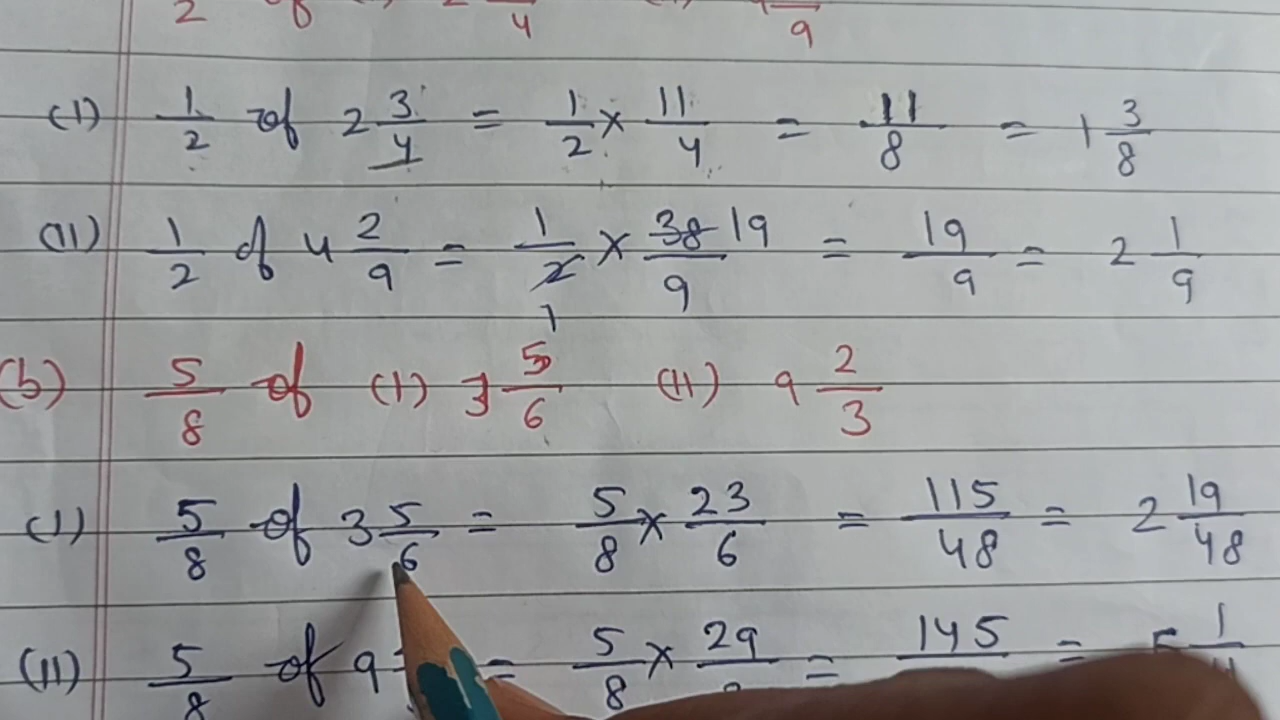 (I) 1/2 of 2 3/4 = 1/2 × 11/4 = 11/8 = 1 3/8
(II) 1/2 of 4 2/9 = 1/2 1 × 38 19/9 = 19/9 = 2 1/9
(b) 5/8 of (I) 3 5/6 (II) 9 2/3
(I) 5/8 of 3 5/6 = 5/8 × 23/6 = 115/48 = 2 19/48
(II) 5/8 of 9 = 5/8 × 29 = 145 =